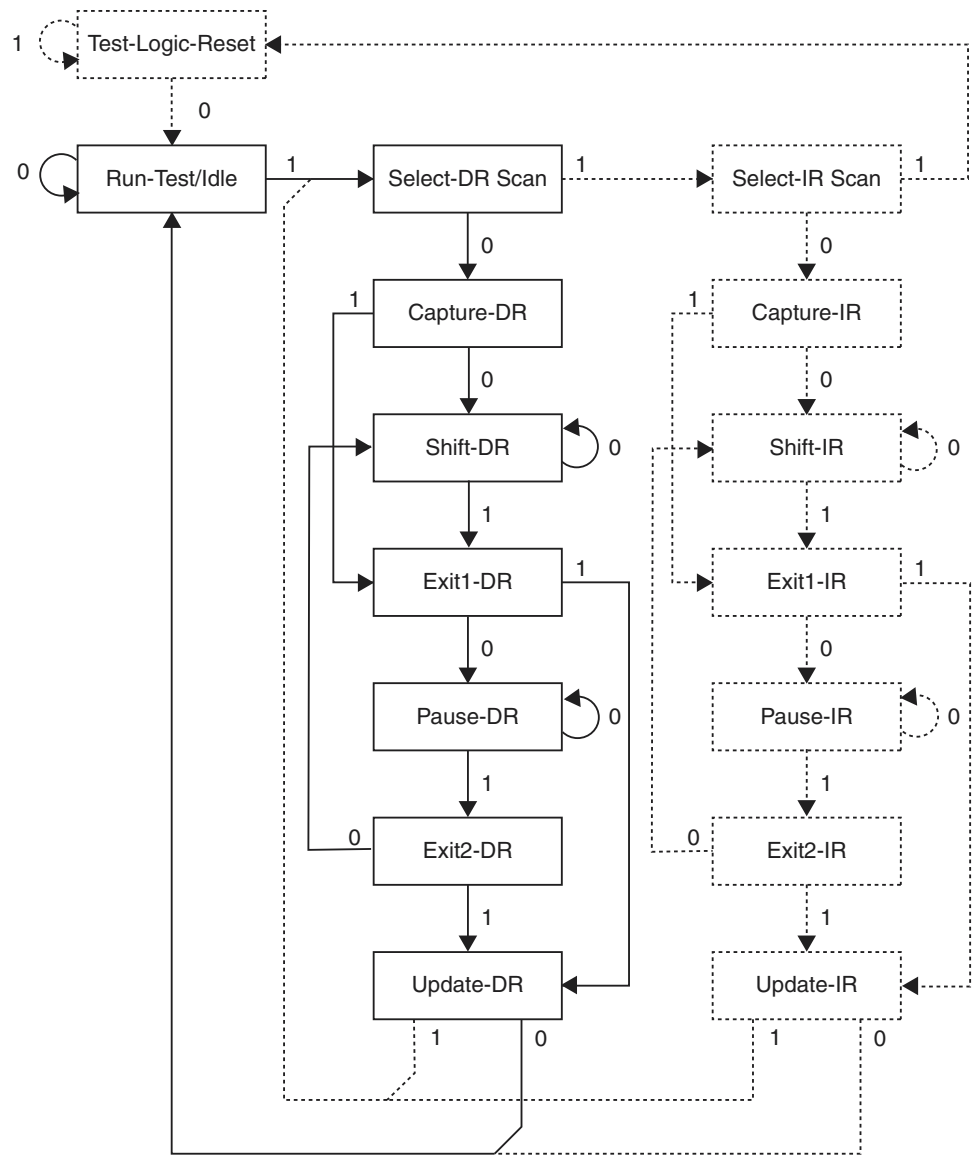 1
Test-Logic-Reset
0
0
Run-Test/Idle
1
Select-DR Scan
1
Select-IR Scan
1
0
0
1
Capture-DR
1
Capture-IR
0
0
Shift-DR
0
Shift-IR
0
1
1
Exit1-DR
1
Exit1-IR
1
0
0
Pause-DR
0
Pause-IR
0
1
1
0
Exit2-DR
0
Exit2-IR
1
1
Update-DR
Update-IR
1
0
1
0